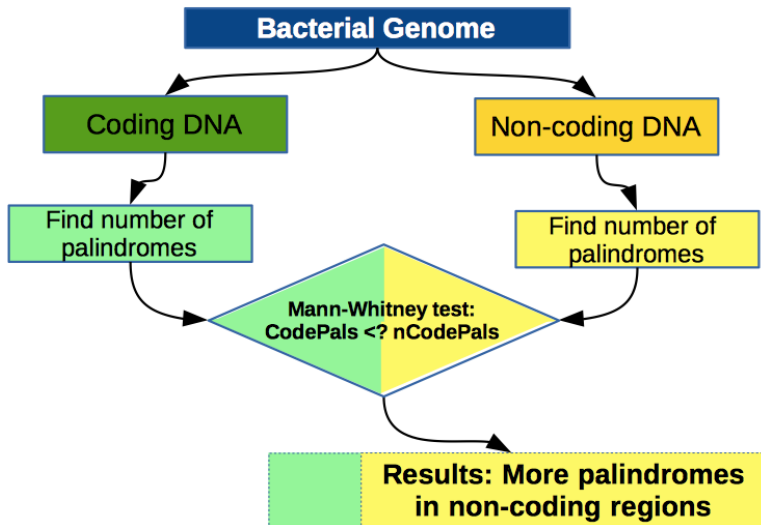 Bacterial Genome
Coding DNA
Non-coding DNA
Find number of
palindromes
Find number of
palindromes
Mann-Whitney test:
CodePals <? nCodePals
Results: More palindromes
in non-coding regions